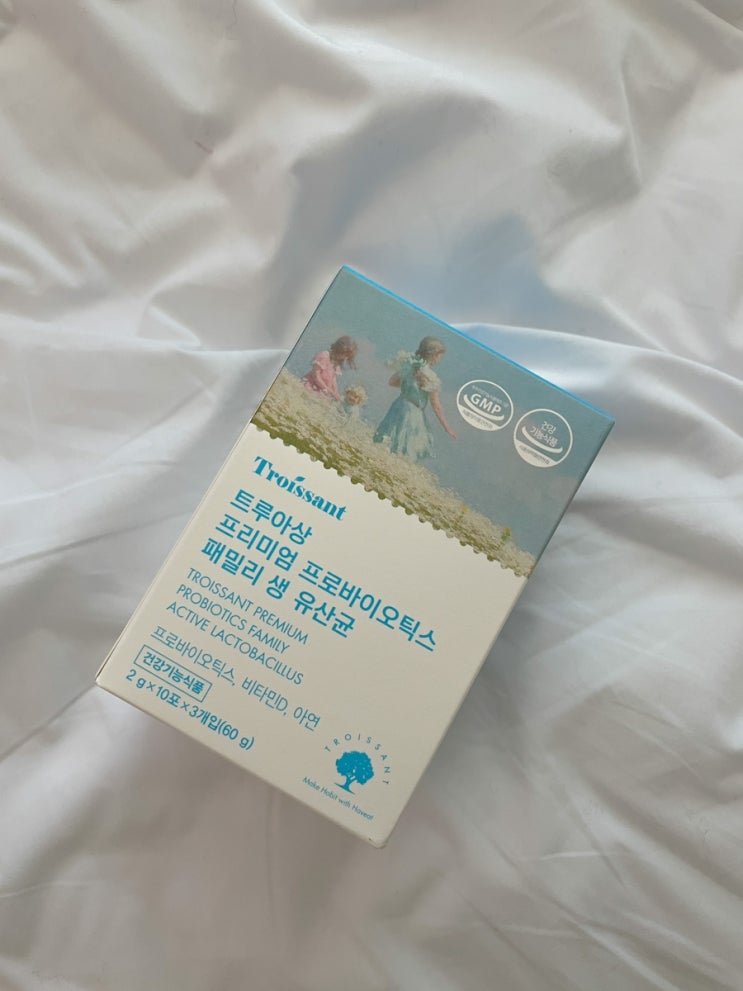 GMP
건강
기능식품
Troissant
트루아상
프리미엄 프로바이오틱스
패밀리 생 유산균
TROISSANT PREMIUM
PROBIOTICS FAMILY
ACTIVE LACTOBACILLUS
프로바이오틱스, 비타민D, 아연
건강기능식품
2 g×10포×3개입(60 g)
TROISSANT
Make Habit with Haveat